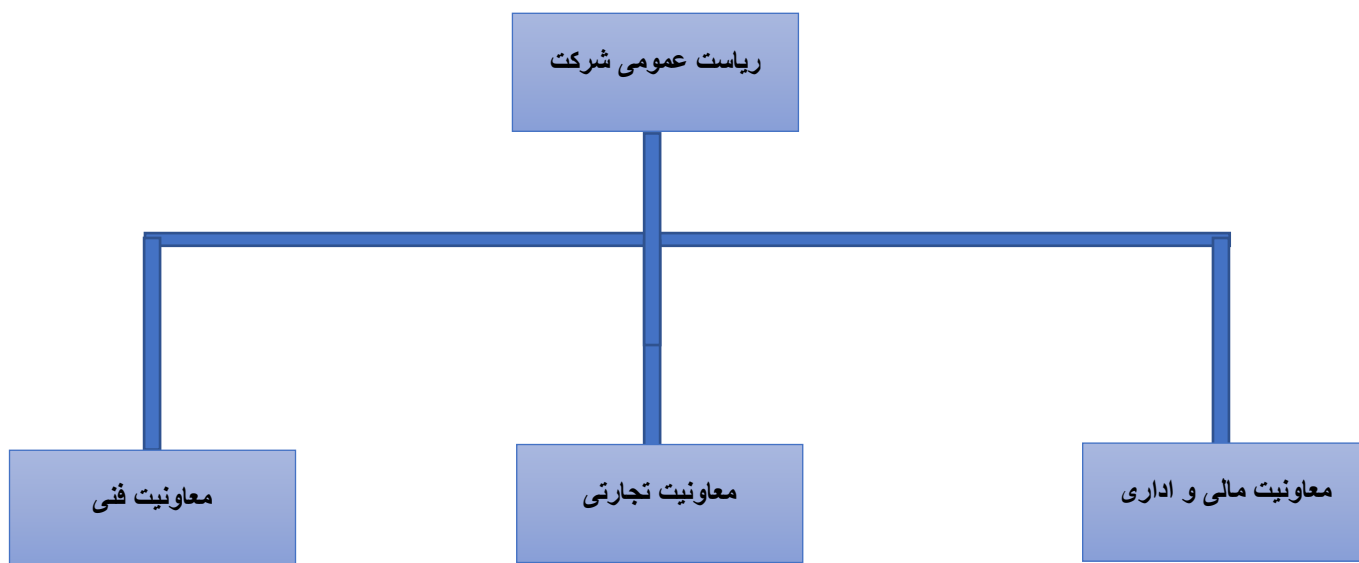 ریاست عمومی شرکت
معاونیت مالی و اداری
معاونیت تجارتی
معاونیت فنی